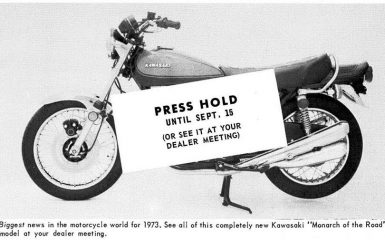 KAWASAKI
PRESS HOLD
UNTIL SEPT. 15
(OR SEE IT AT YOUR
DEALER MEETING)
Biggest news in the motorcycle world for 1973. See all of this completely new Kawasaki "Monarch of the Road"
model at your dealer meeting.